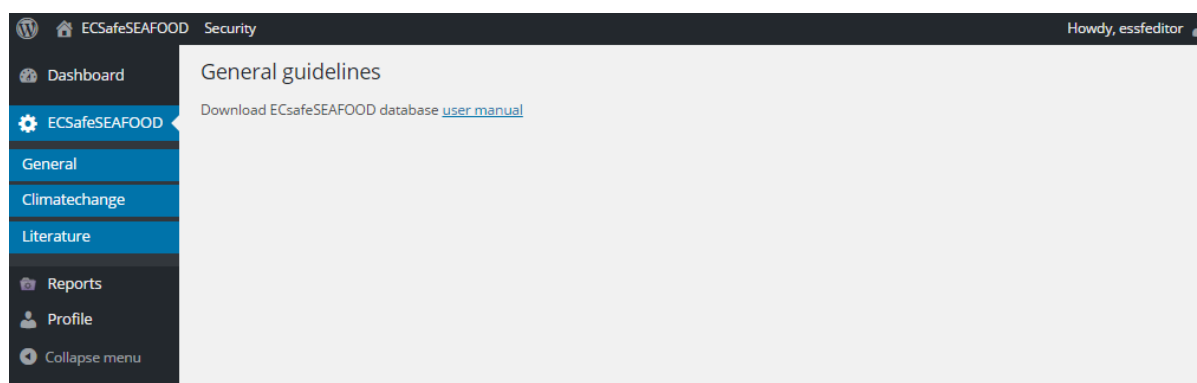 ECSafeSEAFOOD Security Howdy, essfeditor
Dashboard
ECSafeSEAFOOD
General
Climatechange
Literature
Reports
Profile
Collapse menu
General guidelines
Download ECsafeSEAFOOD database user manual